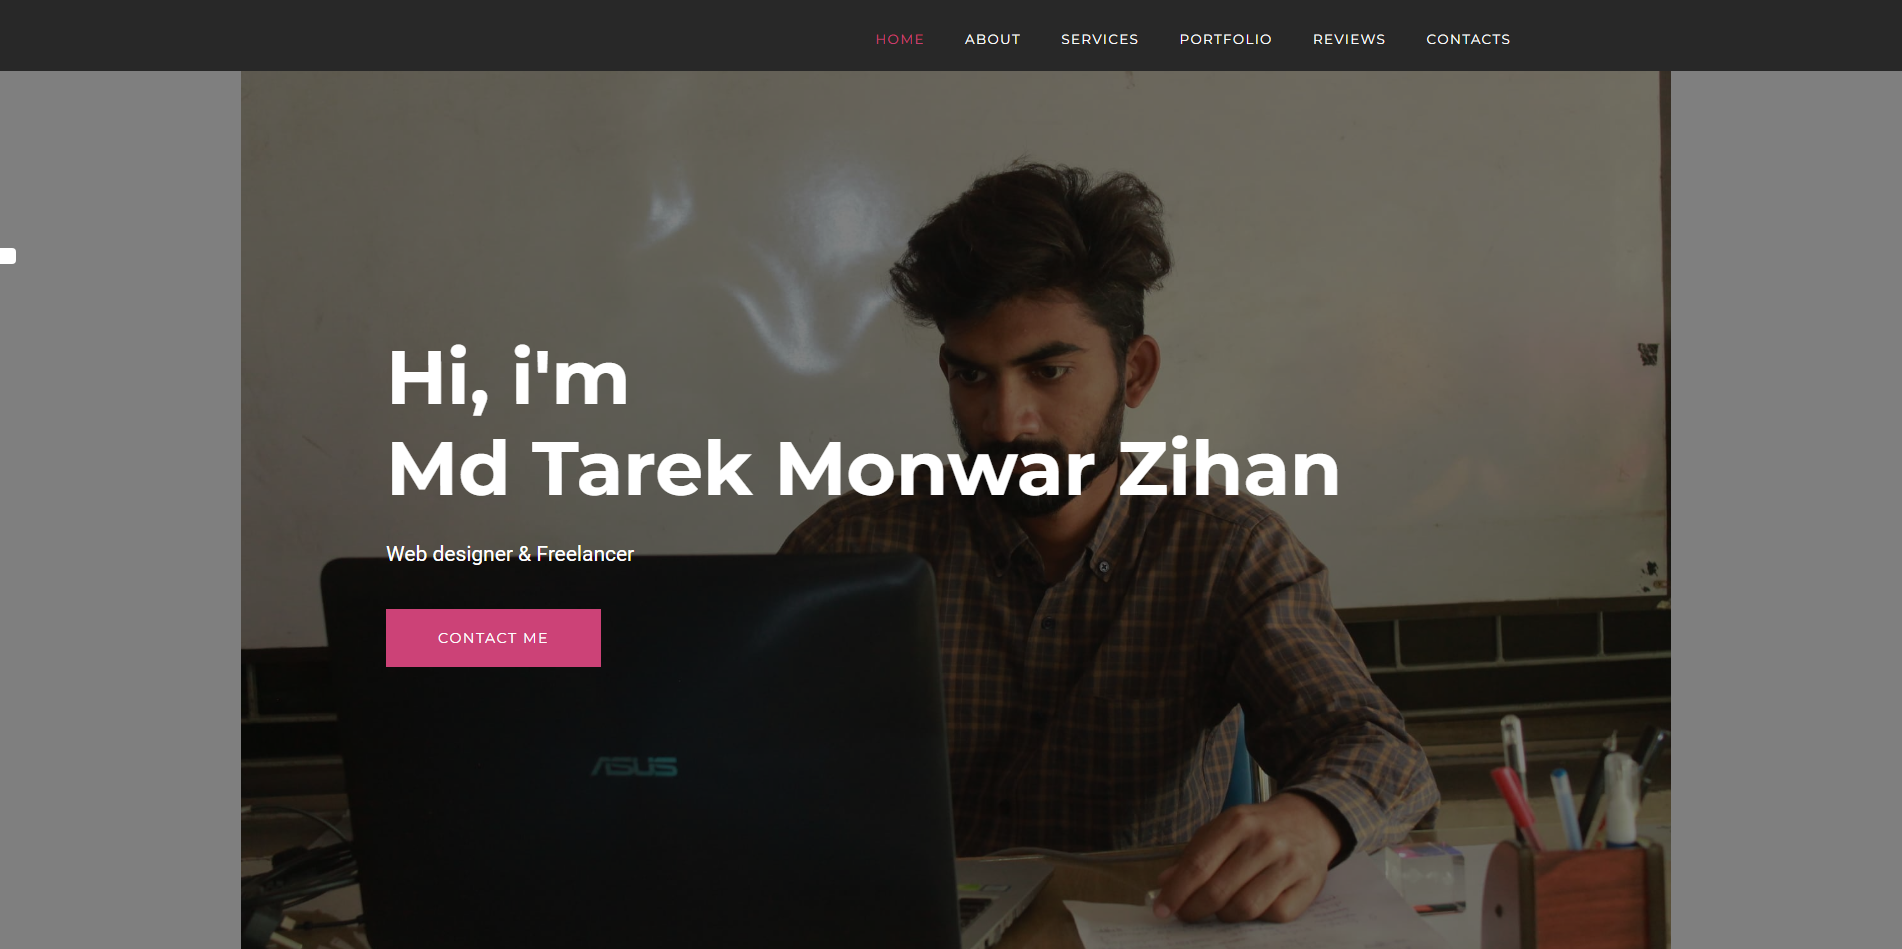 HOME ABOUT SERVICES PORTFOLIO REVIEWS CONTACTS
Hi, i'm
Md Tarek Monwar Zihan
Web designer & Freelancer
CONTACT ME
ASUS